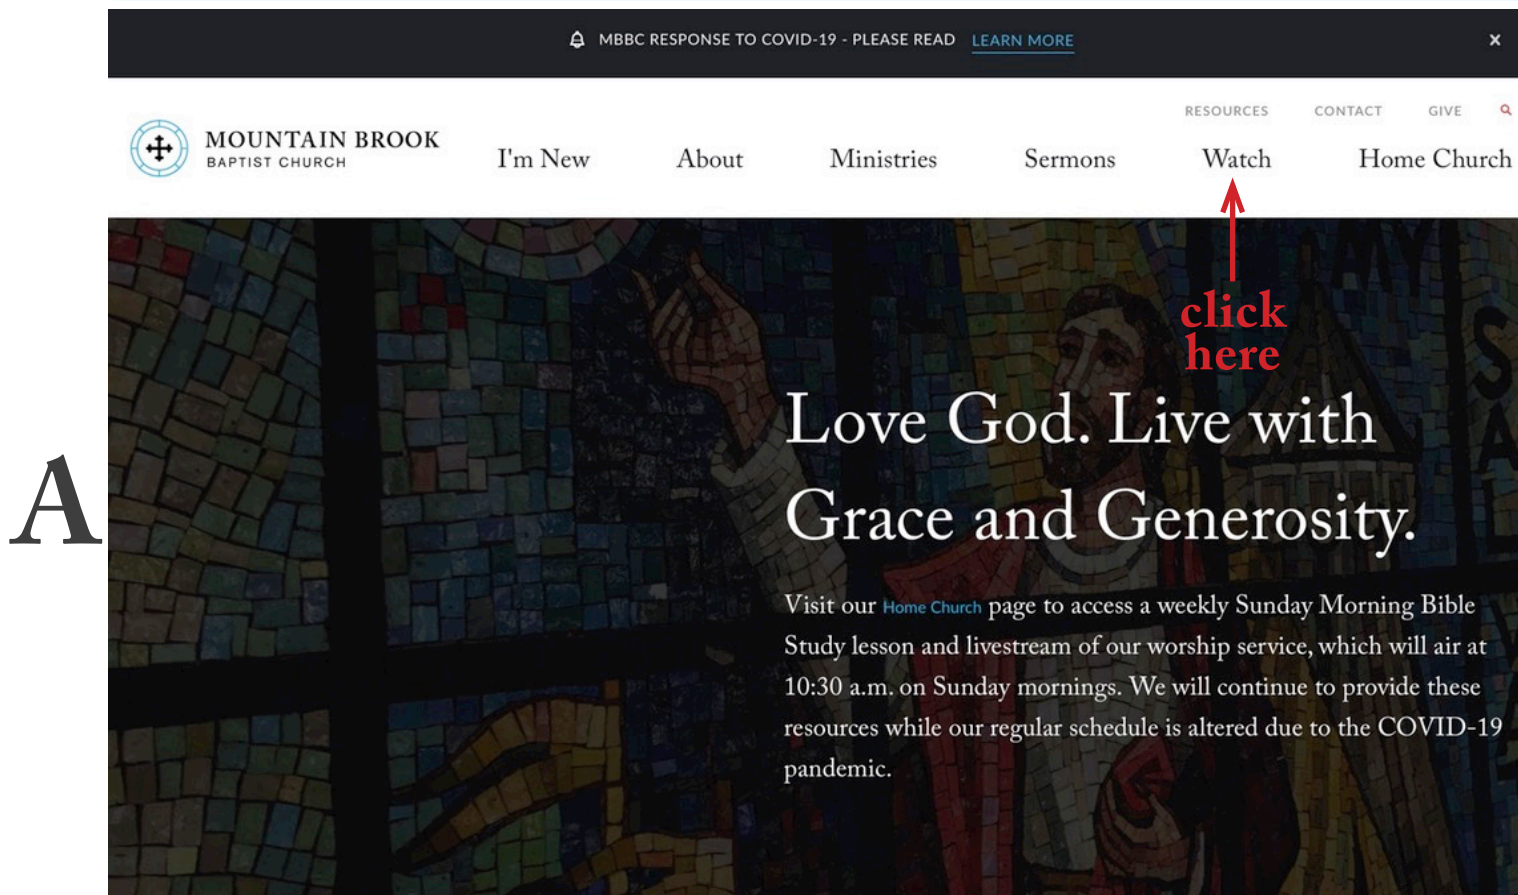 MBBC RESPONSE TO COVID-19 - PLEASE READ LEARN MORE X
RESOURCES CONTACT GIVE
MOUNTAIN BROOK
BAPTIST CHURCH
I'm New About Ministries Sermons Watch Home Church
click
here
MY
SAL
Love God. Live with
Grace and Generosity.
A
Visit our Home Church page to access a weekly Sunday Morning Bible
Study lesson and livestream of our worship service, which will air at
10:30 a.m. on Sunday mornings. We will continue to provide these
resources while our regular schedule is altered due to the COVID-19
pandemic.